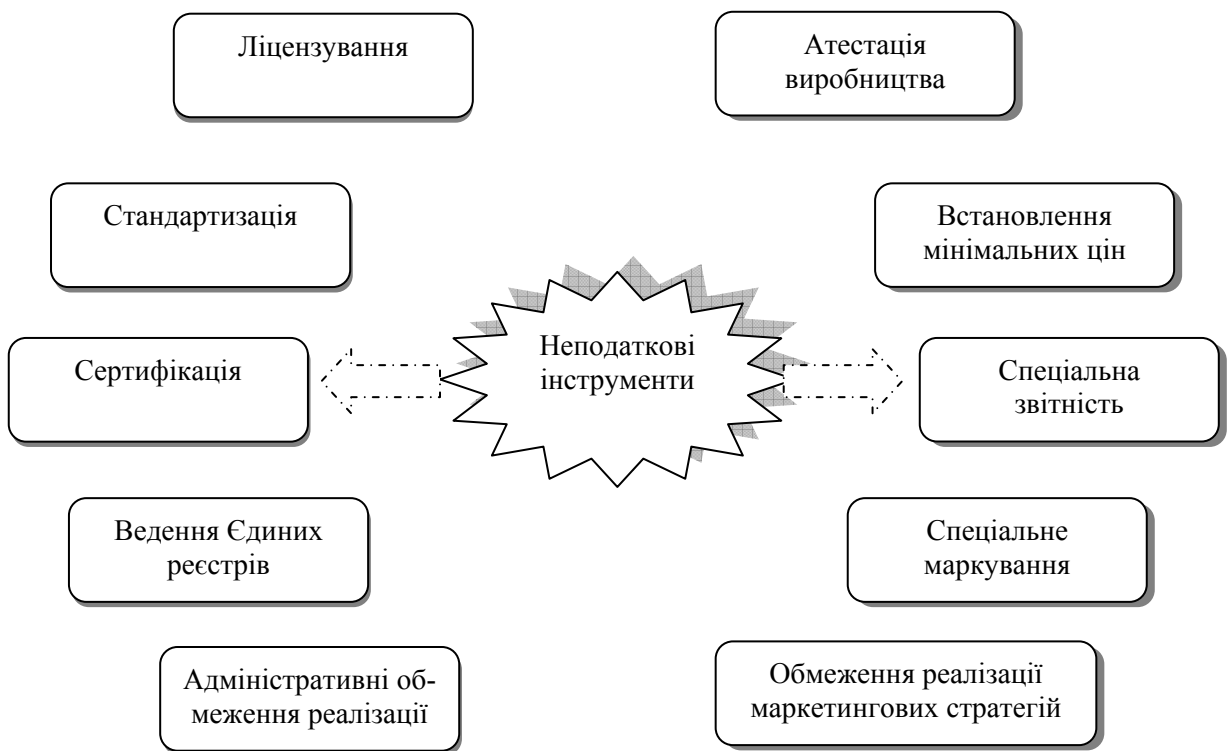 Ліцензування
Атестація
виробництва
Стандартизація
Встановлення
мінімальних цін
Неподаткові
інструменти
Сертифікація
Спеціальна
звітність
Ведення Єдиних
реєстрів
Спеціальне
маркування
Адміністративні об-
меження реалізації
Обмеження реалізації
маркетингових стратегій